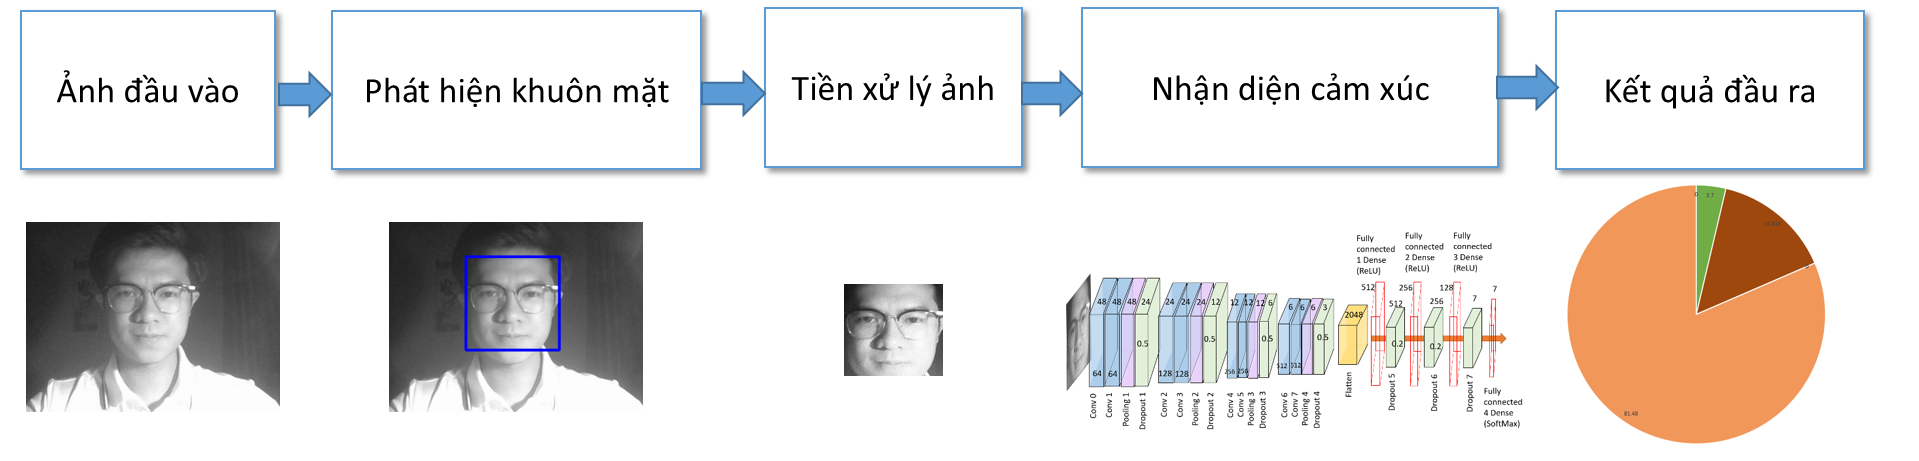 Ảnh đầu vào
Phát hiện khuôn mặt
Tiền xử lý ảnh
Nhận diện cảm xúc
Kết quả đầu ra
Fully
connected
1 Dense
(ReLU)
Fully
connected
2 Dense
(ReLU)
Fully
connected
3 Dense
(ReLU)
512
256
128
7
48 48 48 24
24 24 24 12
12 12 12 6
6 6 6 3
2048
512
256
7
0.5
0.5
0.5
0.5
0.2
0.2
64 64
128 128
256 256
512 512
Conv 0
Conv 1
Pooling 1
Dropout 1
Conv 2
Conv 3
Pooling 2
Dropout 2
Conv 4
Conv 5
Pooling 3
Dropout 3
Conv 6
Conv 7
Pooling 4
Dropout 4
Flatten
Dropout 5
Dropout 6
Dropout 7
Fully
connected
4 Dense
(SoftMax)
0
3.7
81.48